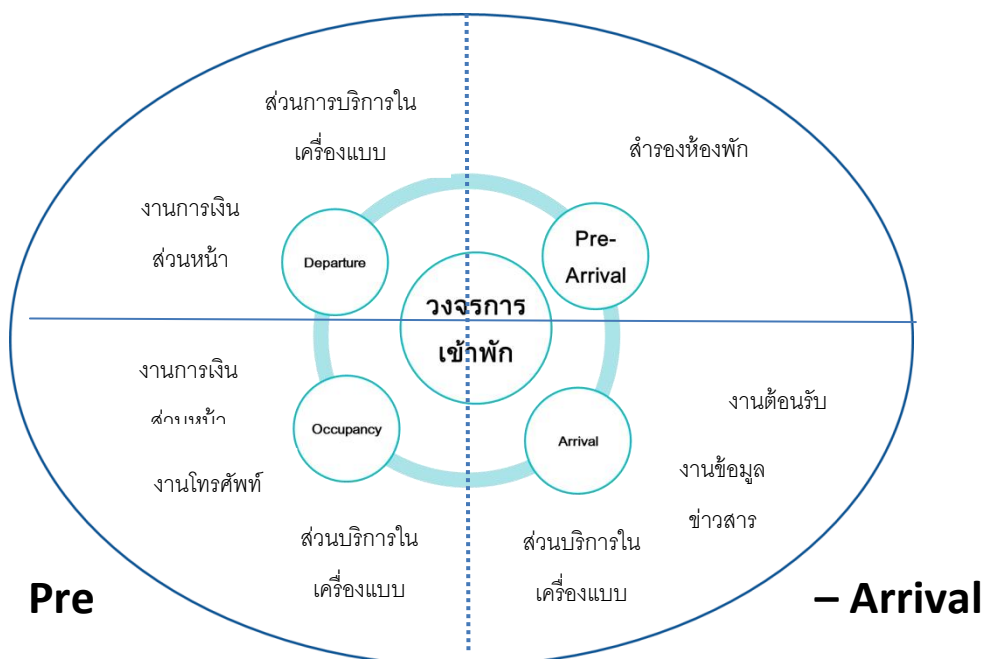 ส่วนการบริการใน
เครื่องแบบ
สำรองห้องพัก
งานการเงิน
ส่วนหน้า
Departure
Pre-
Arrival
วงจรการ
เข้าพัก
งานการเงิน
ส่วนหน้า
Occupancy
Arrival
งานต้อนรับ
งานโทรศัพท์
งานข้อมูล
ข่าวสาร
ส่วนบริการใน
เครื่องแบบ
ส่วนบริการใน
เครื่องแบบ
Pre – Arrival